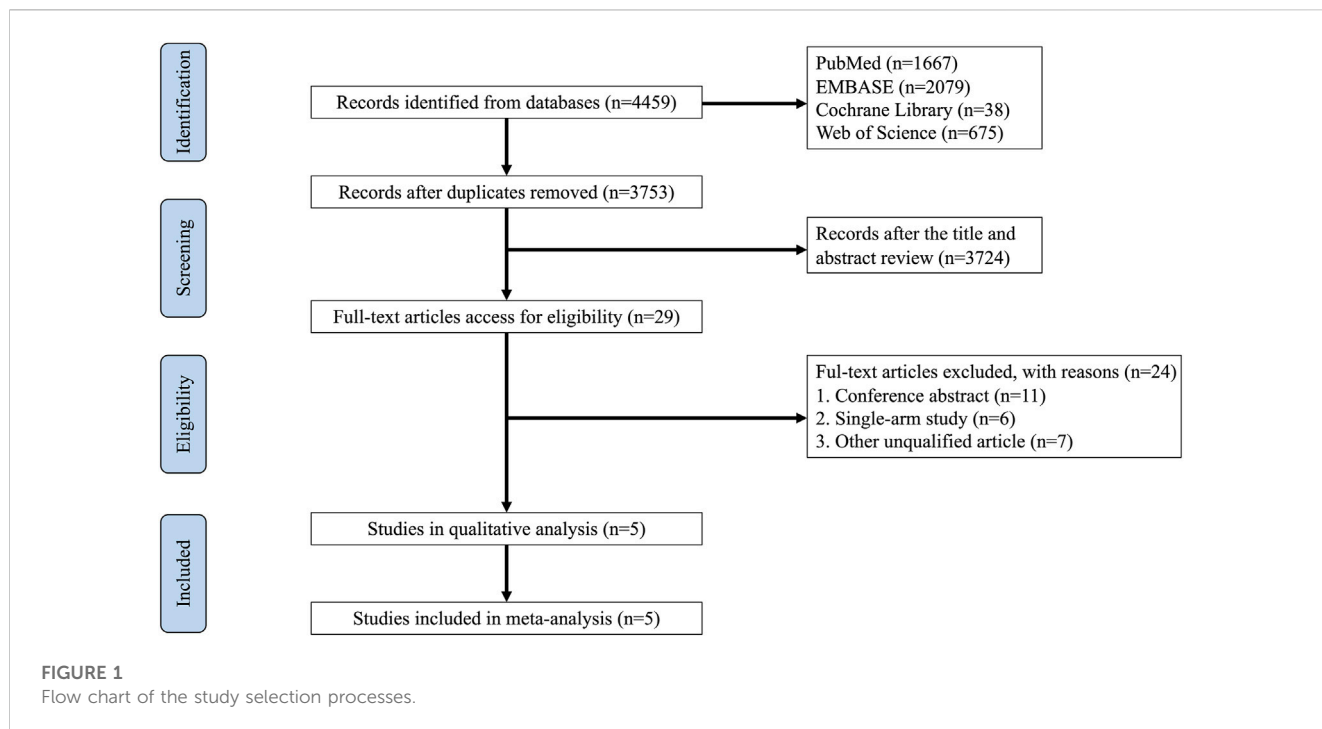 Identification
Records identified from databases (n=4459)
PubMed (n=1667)
EMBASE (n=2079)
Cochrane Library (n=38)
Web of Science (n=675)
Screening
Records after duplicates removed (n=3753)
Records after the title and
abstract review (n=3724)
Full-text articles access for eligibility (n=29)
Eligibility
Ful-text articles excluded, with reasons (n=24)
1. Conference abstract (n=11)
2. Single-arm study (n=6)
3. Other unqualified article (n=7)
Included
Studies in qualitative analysis (n=5)
Studies included in meta-analysis (n=5)
FIGURE 1
Flow chart of the study selection processes.